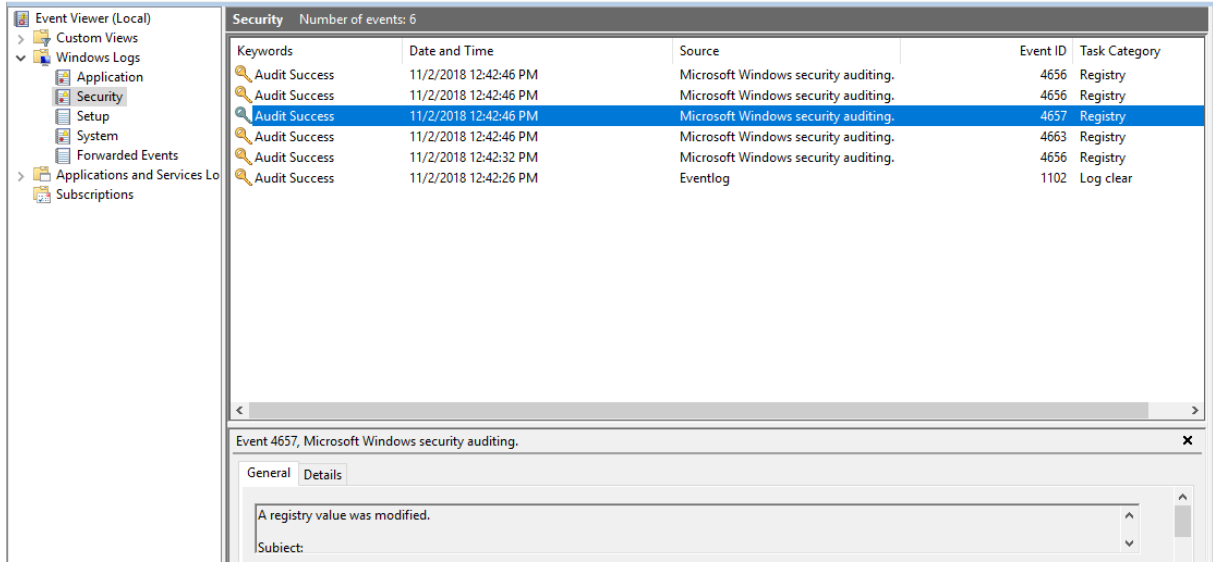 Event Viewer (Local)
Custom Views
Windows Logs
Application
Security
Setup
System
Forwarded Events
Applications and Services Lo
Subscriptions
Security Number of events: 6
Keywords Date and Time Source Event ID Task Category
Audit Success 11/2/2018 12:42:46 PM Microsoft Windows security auditing. 4656 Registry
Audit Success 11/2/2018 12:42:46 PM Microsoft Windows security auditing. 4656 Registry
Audit Success 11/2/2018 12:42:46 PM Microsoft Windows security auditing. 4657 Registry
Audit Success 11/2/2018 12:42:46 PM Microsoft Windows security auditing. 4663 Registry
Audit Success 11/2/2018 12:42:32 PM Microsoft Windows security auditing. 4656 Registry
Audit Success 11/2/2018 12:42:26 PM Eventlog 1102 Log clear
Event 4657, Microsoft Windows security auditing.
General Details
A registry value was modified.
Subject: